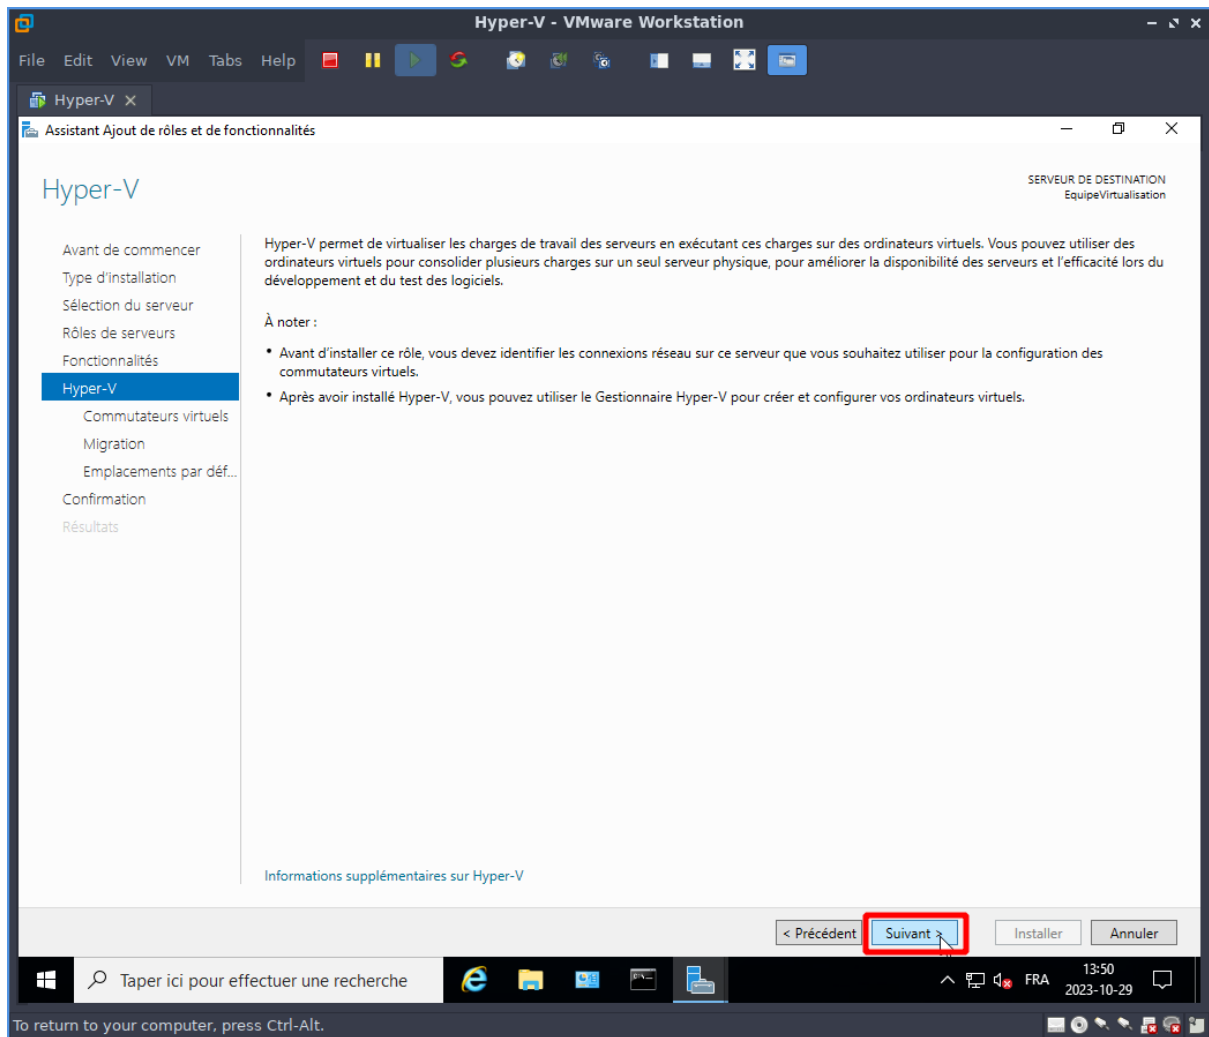 Hyper-V - VMware Workstation
File Edit View VM Tabs Help
Hyper-V
Assistant Ajout de rôles et de fonctionnalités
Hyper-V
SERVEUR DE DESTINATION
EquipeVirtualisation
Avant de commencer
Type d'installation
Sélection du serveur
Rôles de serveurs
Fonctionnalités
Hyper-V
Commutateurs virtuels
Migration
Emplacements par déf...
Confirmation
Résultats
Hyper-V permet de virtualiser les charges de travail des serveurs en exécutant ces charges sur des ordinateurs virtuels. Vous pouvez utiliser des
ordinateurs virtuels pour consolider plusieurs charges sur un seul serveur physique, pour améliorer la disponibilité des serveurs et l'efficacité lors du
développement et du test des logiciels.
À noter :
• Avant d'installer ce rôle, vous devez identifier les connexions réseau sur ce serveur que vous souhaitez utiliser pour la configuration des
commutateurs virtuels.
• Après avoir installé Hyper-V, vous pouvez utiliser le Gestionnaire Hyper-V pour créer et configurer vos ordinateurs virtuels.
Informations supplémentaires sur Hyper-V
< Précédent Suivant > Installer Annuler
Taper ici pour effectuer une recherche
FRA
13:50
2023-10-29
To return to your computer, press Ctrl-Alt.